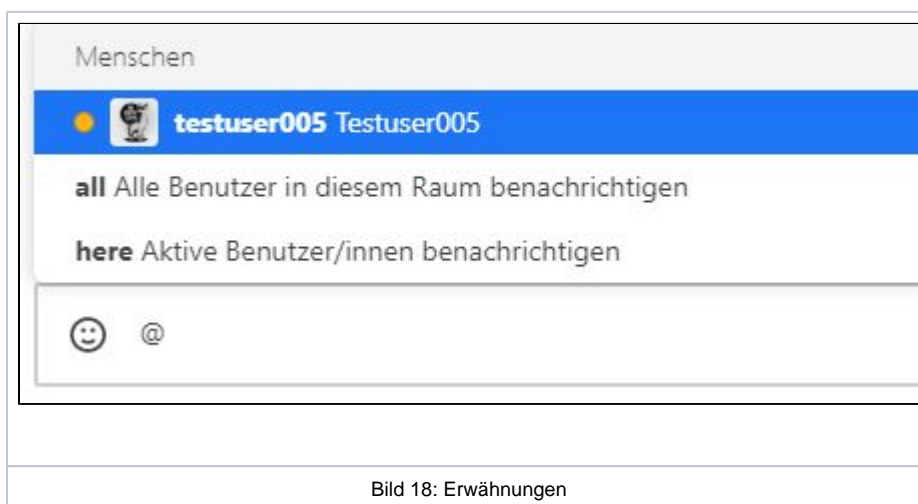 Menschen
testuser005 Testuser005
all Alle Benutzer in diesem Raum benachrichtigen
here Aktive Benutzer/innen benachrichtigen
@
Bild 18: Erwähnungen